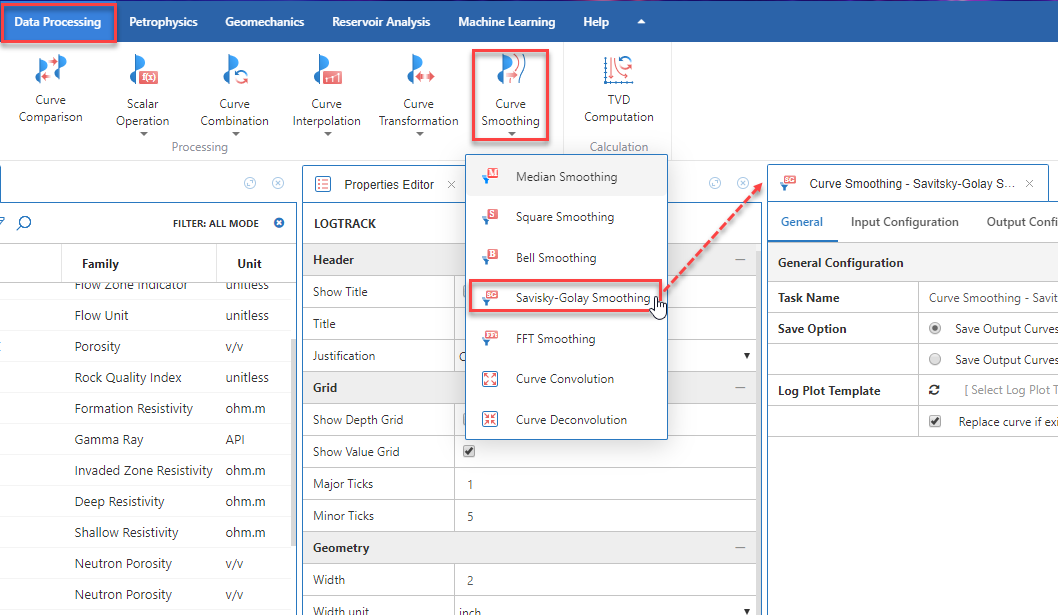 Data Processing
Petrophysics
Geomechanics
Reservoir Analysis
Machine Learning
Help
Curve
Comparison
Scalar
Operation
Curve
Combination
Curve
Interpolation
Curve
Transformation
Curve
Smoothing
TVD
Computation
Processing
Calculation
FILTER: ALL MODE
Family
Unit
Flow Zone Indicator
unitless
Flow Unit
unitless
Porosity
v/v
Rock Quality Index
unitless
Formation Resistivity
ohm.m
Gamma Ray
API
Invaded Zone Resistivity
ohm.m
Deep Resistivity
ohm.m
Shallow Resistivity
ohm.m
Neutron Porosity
v/v
Neutron Porosity
v/v
Properties Editor
LOGTRACK
Header
Show Title
Title
Justification
Grid
Show Depth Grid
Show Value Grid
Major Ticks
1
Minor Ticks
5
Geometry
Width
2
Width unit
inch
M
Median Smoothing
S
Square Smoothing
B
Bell Smoothing
SG
Savisky-Golay Smoothing
FFT
FFT Smoothing
Curve Convolution
Curve Deconvolution
SG
Curve Smoothing - Savitsky-Golay S...
General
Input Configuration
Output Confi
General Configuration
Task Name
Curve Smoothing - Savit
Save Option
Save Output Curves
Save Output Curves
Log Plot Template
[ Select Log Plot T
Replace curve if exi